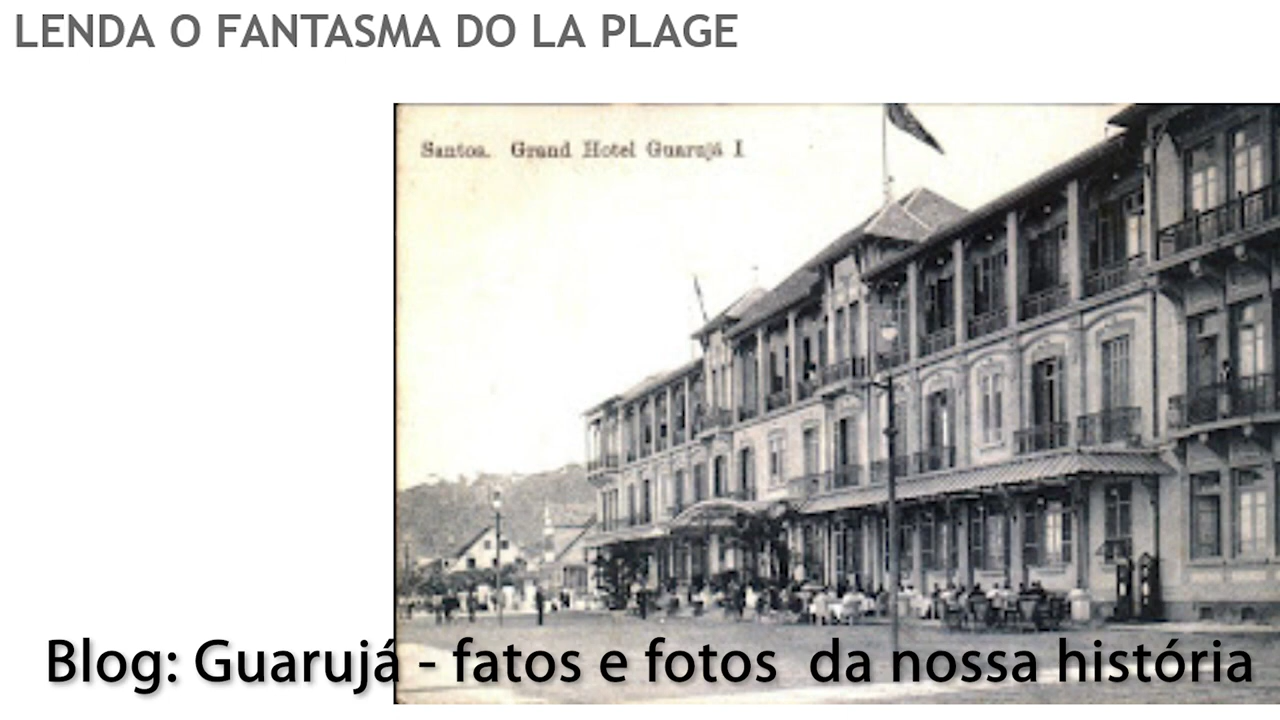 LENDA O FANTASMA DO LA PLAGE
Santos. Grand Hotel Guarujá I
Blog: Guarujá - fatos e fotos da nossa história